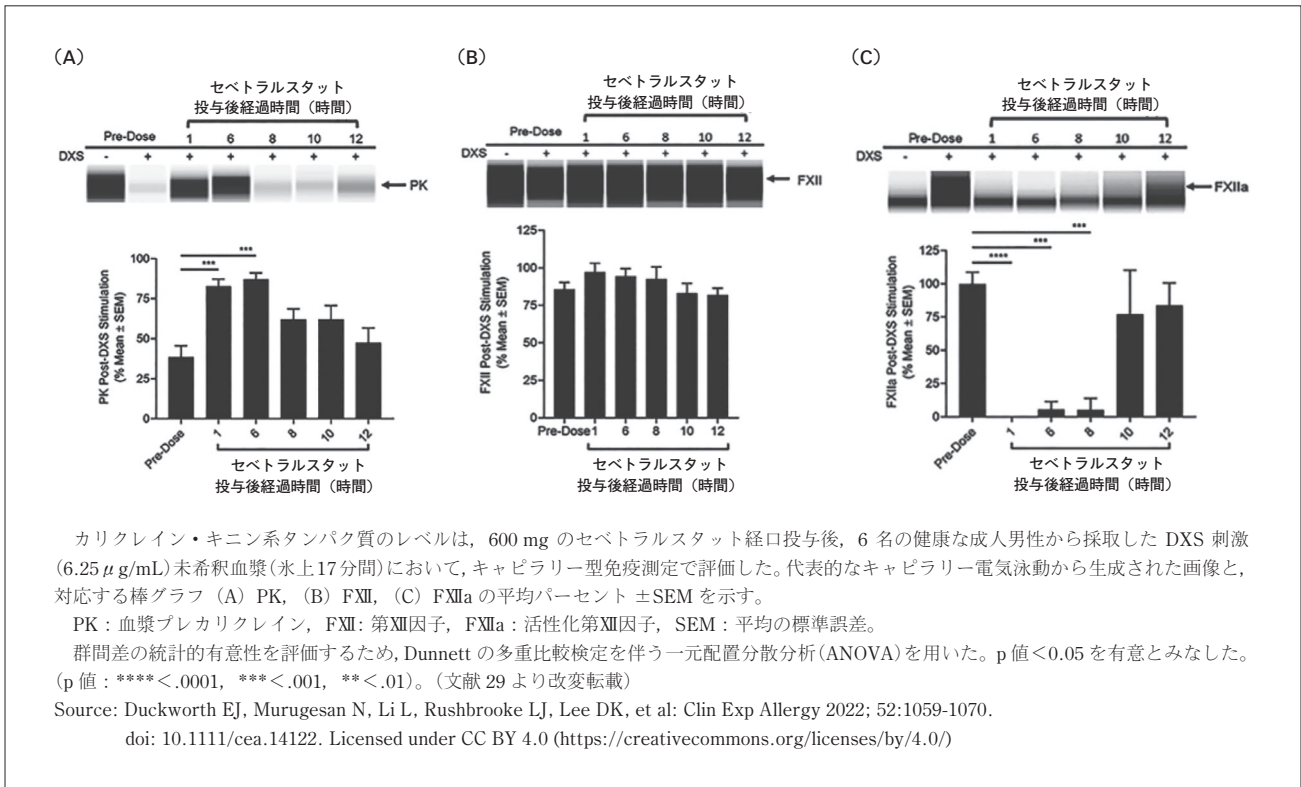 (A)
セベトラルスタット
投与後経過時間（時間）
Pre-Dose 1 6 8 10 12
DXS - + + + + + +
PK
PK Post-DXS Stimulation
(% Mean ± SEM)
100
75
50
25
0
Pre-Dose 1 6 8 10 12
*** ***
セベトラルスタット
投与後経過時間（時間）
(B)
セベトラルスタット
投与後経過時間（時間）
Pre-Dose 1 6 8 10 12
DXS - + + + + + +
FXII
FXII Post-DXS Stimulation
(% Mean ± SEM)
125
100
75
50
25
0
Pre-Dose 1 6 8 10 12
セベトラルスタット
投与後経過時間（時間）
(C)
セベトラルスタット
投与後経過時間（時間）
Pre-Dose 1 6 8 10 12
DXS - + + + + + +
FXIIa
FXIIa Post-DXS Stimulation
(% Mean ± SEM)
125
100
75
50
25
0
Pre-Dose 1 6 8 10 12
**** *** ***
セベトラルスタット
投与後経過時間（時間）
カリクレイン・キニン系タンパク質のレベルは，600 mg のセベトラルスタット経口投与後，6 名の健康な成人男性から採取した DXS 刺激
(6.25 μg/mL)未希釈血漿(氷上17分間)において，キャピラリー型免疫測定で評価した。代表的なキャピラリー電気泳動から生成された画像と，
対応する棒グラフ（A）PK，（B）FⅫ，（C）FⅫa の平均パーセント ±SEM を示す。
PK：血漿プレカリクレイン，FⅫ：第Ⅻ因子，FⅫa：活性化第Ⅻ因子，SEM：平均の標準誤差。
群間差の統計的有意性を評価するため，Dunnett の多重比較検定を伴う一元配置分散分析(ANOVA)を用いた。p 値＜0.05 を有意とみなした。
(p 値：****＜.0001，***＜.001，**＜.01)。（文献 29 より改変転載）
Source: Duckworth EJ, Murugesan N, Li L, Rushbrooke LJ, Lee DK, et al: Clin Exp Allergy 2022; 52:1059-1070.
doi: 10.1111/cea.14122. Licensed under CC BY 4.0 (https://creativecommons.org/licenses/by/4.0/)